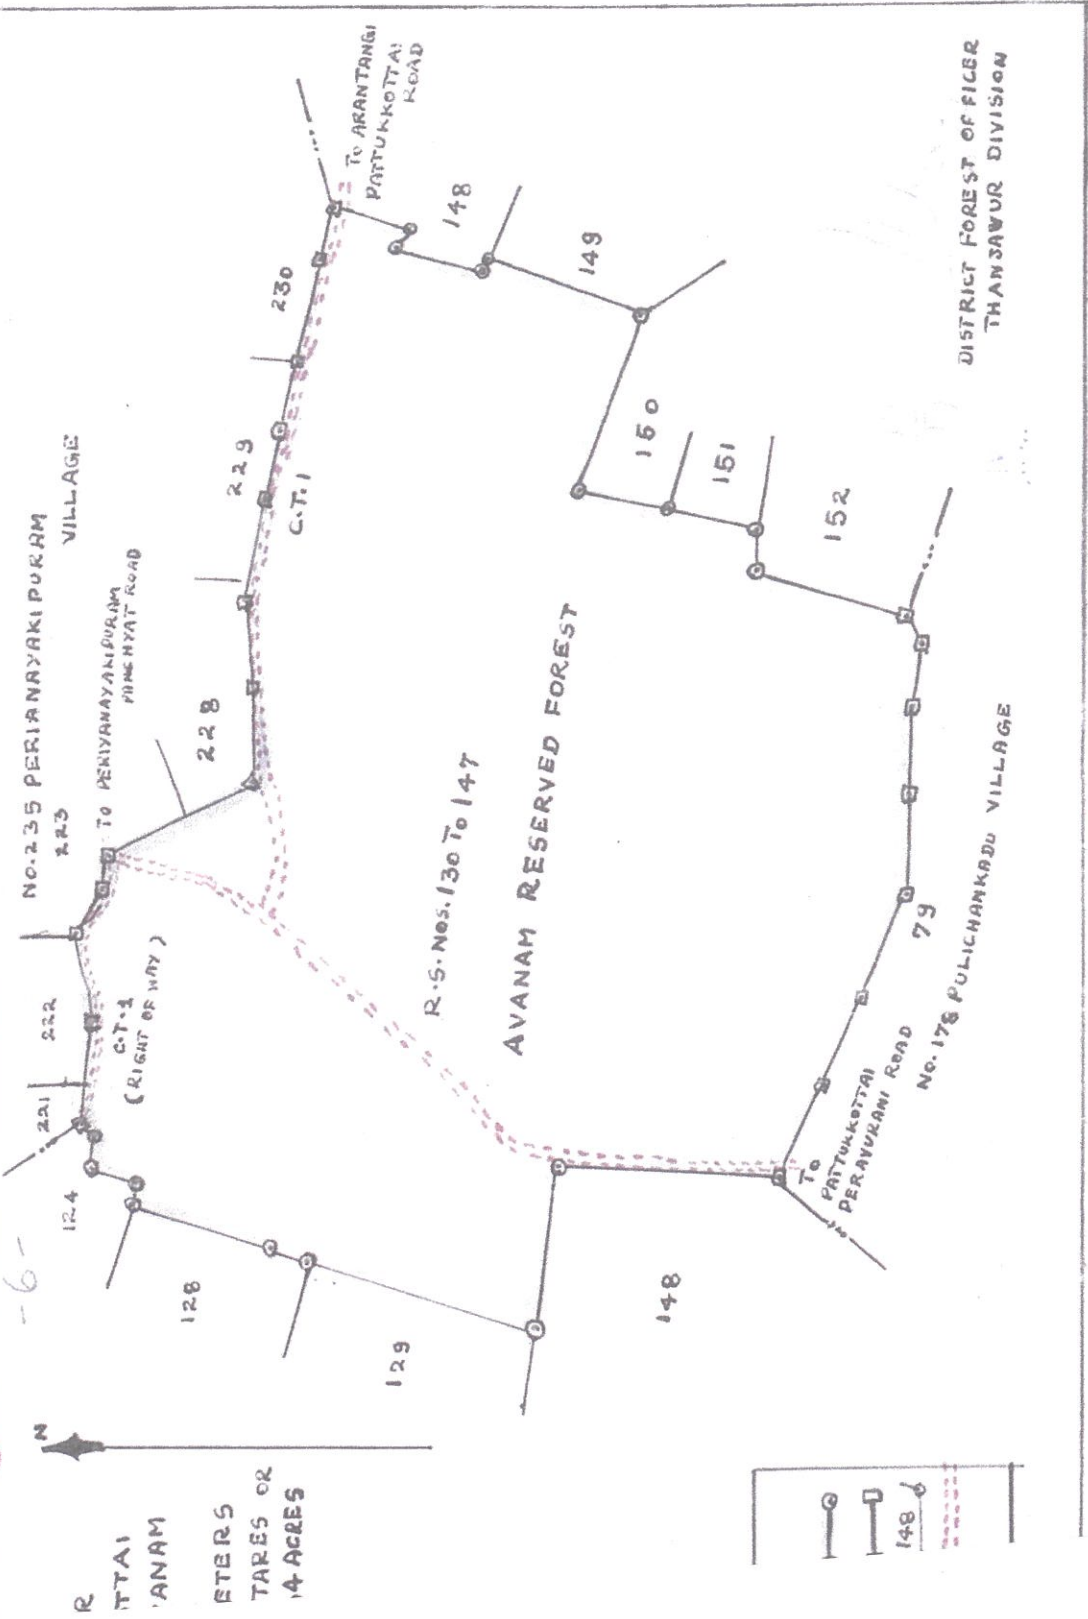 - 6 -
R
TTAI
ANAM
ETERS
TARES OR
4 ACRES
N
NO. 235 PERIANAYAKIPURAM
VILLAGE
223
TO PERIYANAYAKIPURAM
PANCHYAT ROAD
221
222
C.T.1
(RIGHT OF WAY)
124
128
129
148
228
229
C.T.1
230
TO ARANTANGI
PATTUKKOTTAI
ROAD
148
149
150
151
152
R.S. Nos. 130 To 147
AVANAM RESERVED FOREST
79
NO. 178 PULICHANKADU VILLAGE
TO
PATTUKKOTTAI
PERAVURANI ROAD
148
DISTRICT FOREST OFFICER
THANJAWUR DIVISION